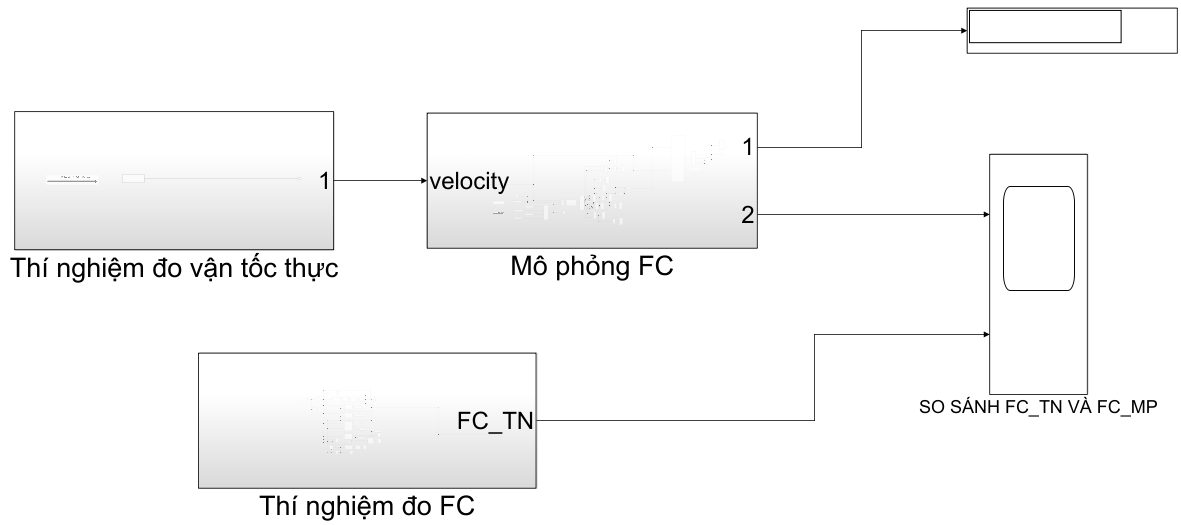 1
velocity
1
2
Thí nghiệm đo vận tốc thực
Mô phỏng FC
FC_TN
Thí nghiệm đo FC
SO SÁNH FC_TN VÀ FC_MP